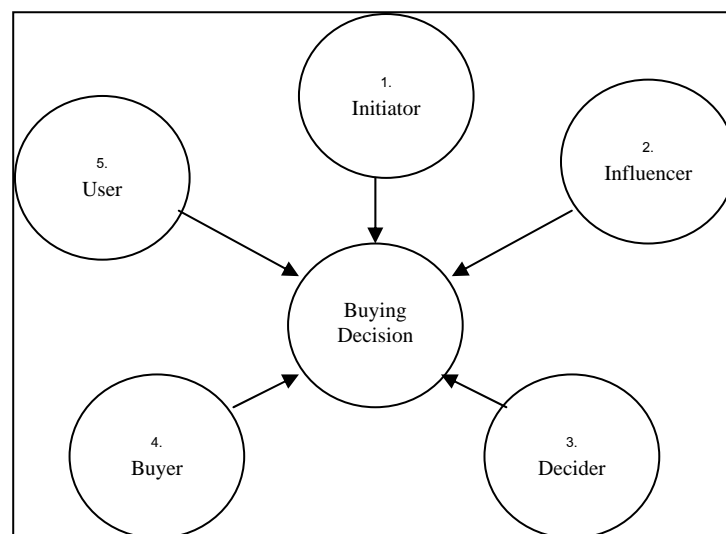 1.
Initiator
2.
Influencer
5.
User
Buying
Decision
4.
Buyer
3.
Decider